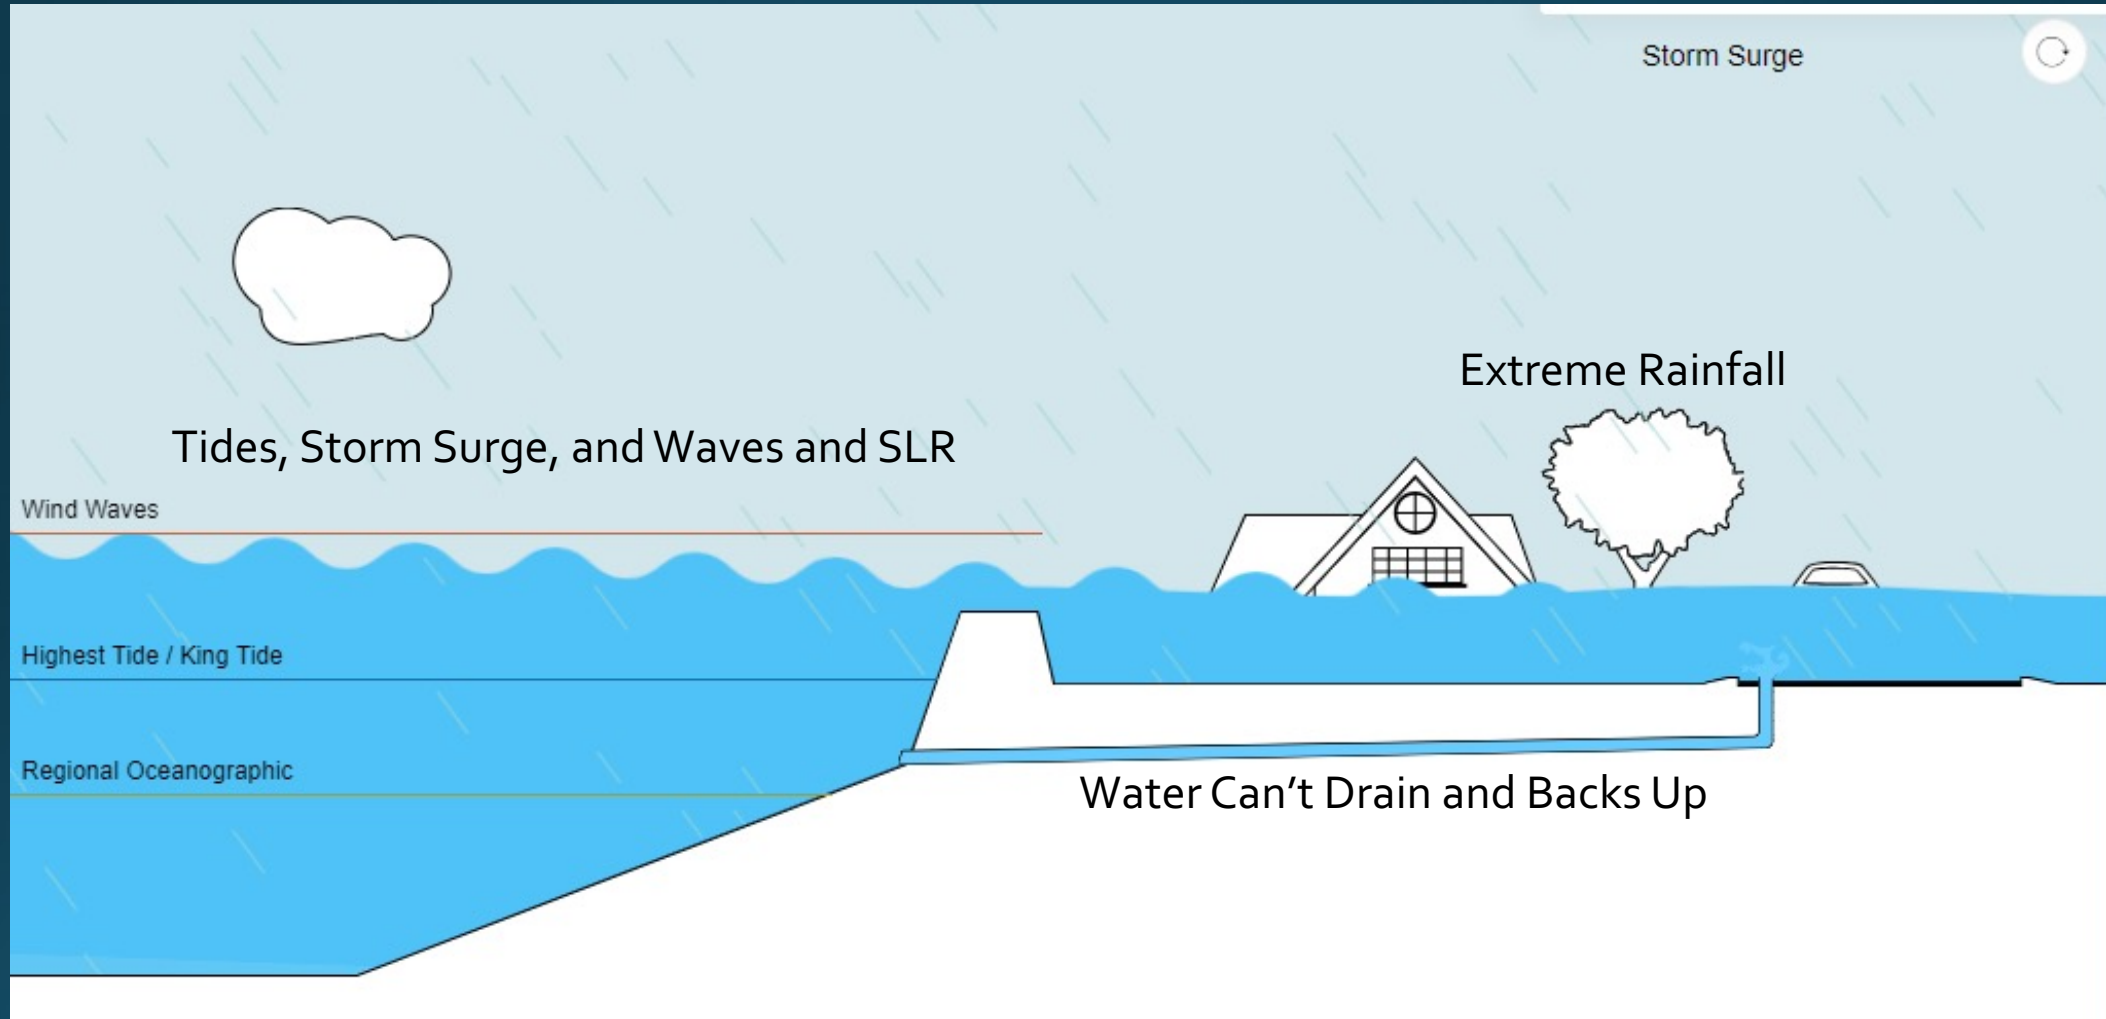 Storm Surge
Extreme Rainfall
Tides, Storm Surge, and Waves and SLR
Wind Waves
Highest Tide / King Tide
Regional Oceanographic
Water Can’t Drain and Backs Up